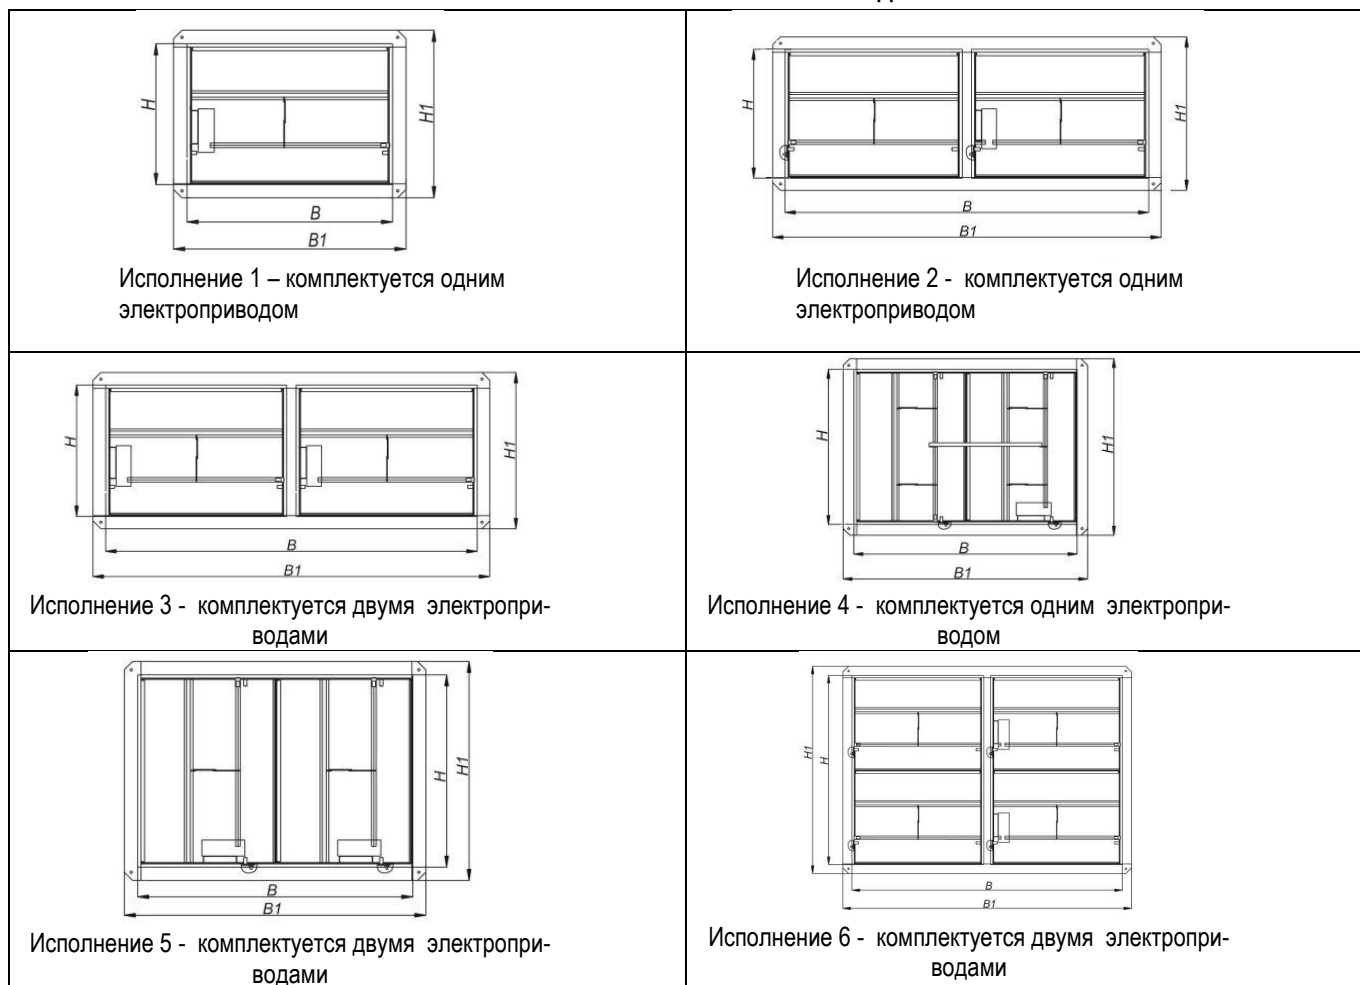 H
H1
B
B1
Исполнение 1 – комплектуется одним
электроприводом
H
H1
B
B1
Исполнение 2 - комплектуется одним
электроприводом
H
H1
B
B1
Исполнение 3 - комплектуется двумя электропри-
водами
H
H1
B
B1
Исполнение 4 - комплектуется одним электропри-
водом
H
H1
B
B1
Исполнение 5 - комплектуется двумя электропри-
водами
H1
H
B
B1
Исполнение 6 - комплектуется двумя электропри-
водами